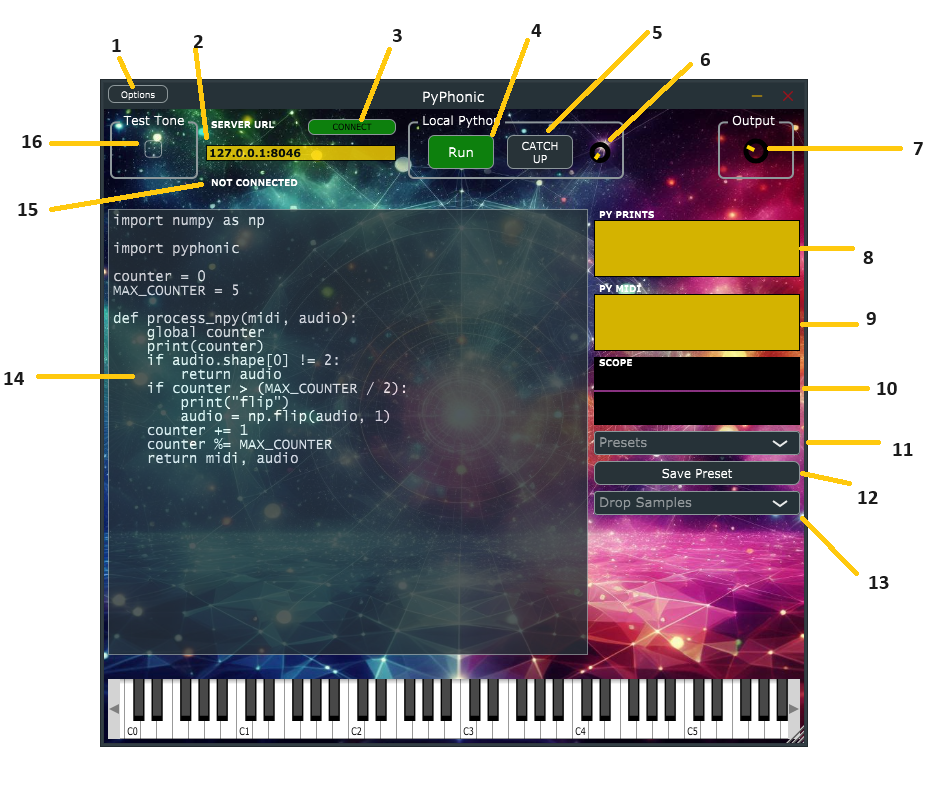 1
2
3
4
5
6
Options
PyPhonic
Test Tone
SERVER URL
CONNECT
Local Python
Output
16
Run
CATCH
UP
7
127.0.0.1:8046
NOT CONNECTED
15
import numpy as np
import pyphonic
counter = 0
MAX_COUNTER = 5
def process_npy(midi, audio):
    global counter
    print(counter)
    if audio.shape[0] != 2:
        return audio
    if counter > (MAX_COUNTER / 2):
        print("flip")
        audio = np.flip(audio, 1)
    counter += 1
    counter %= MAX_COUNTER
    return midi, audio
14
PY PRINTS
8
PY MIDI
9
SCOPE
10
Presets
11
Save Preset
12
Drop Samples
13
C0
C1
C2
C3
C4
C5